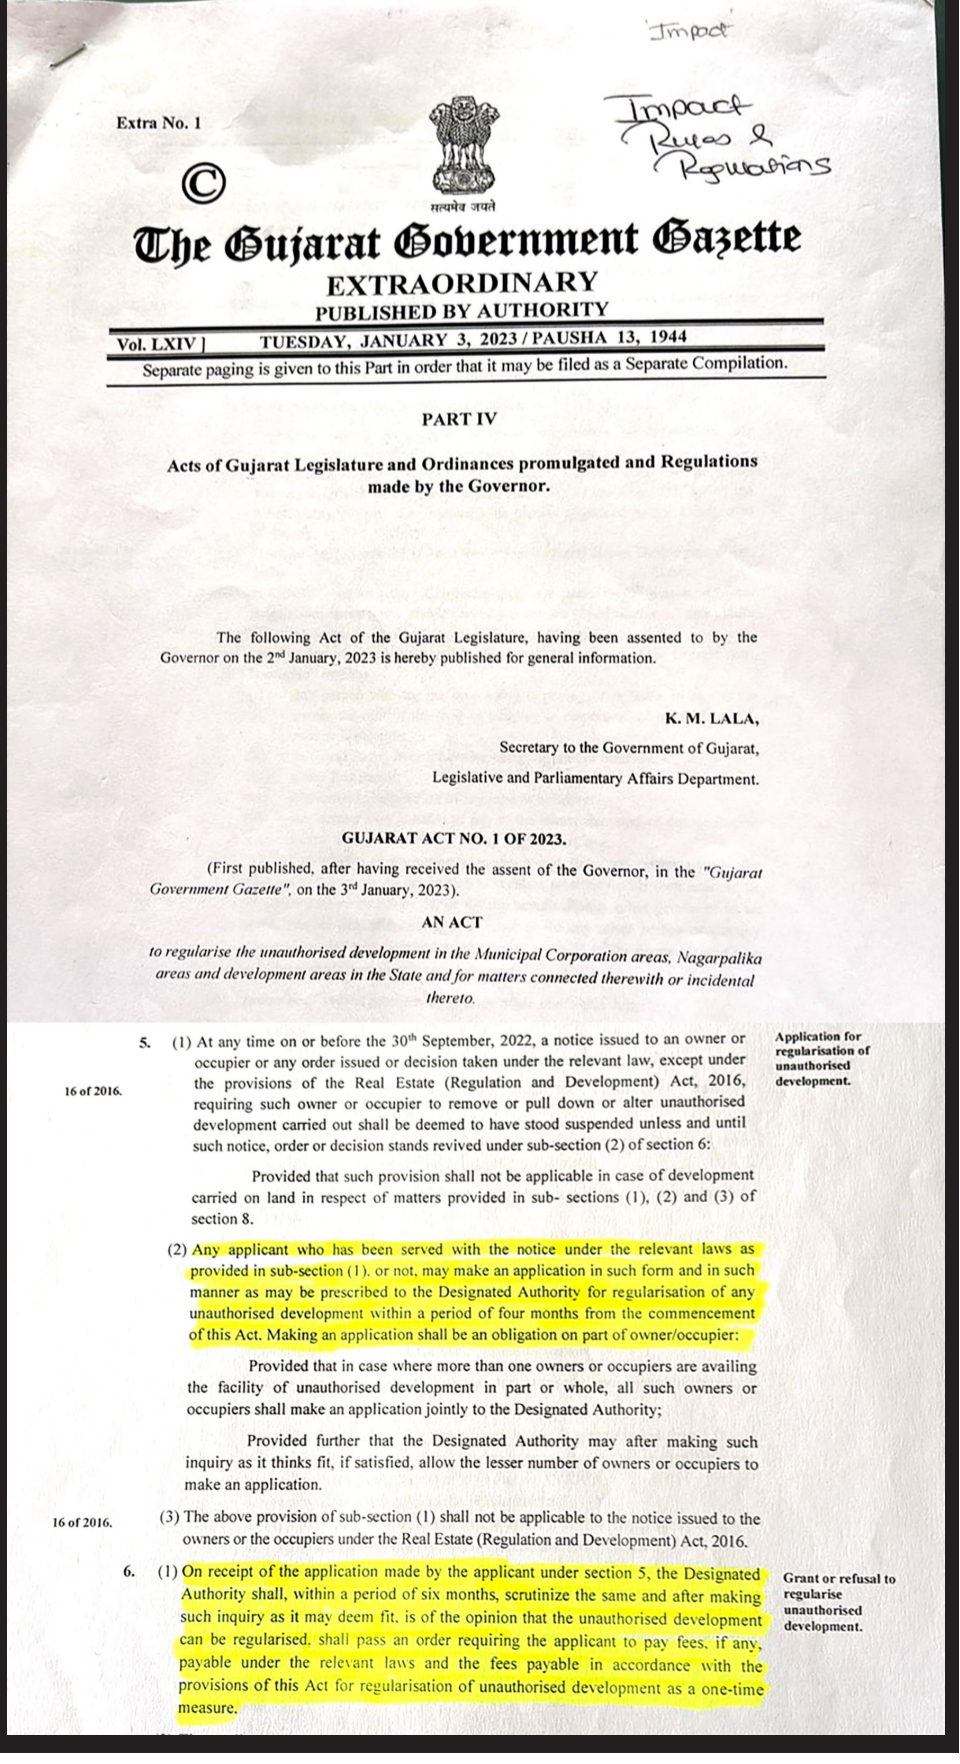 'Impact'
Extra No. 1
Impact
Rules &
Regulations
©
सत्यमेव जयते
The Gujarat Government Gazette
EXTRAORDINARY
PUBLISHED BY AUTHORITY
Vol. LXIV ] TUESDAY, JANUARY 3, 2023 / PAUSHA 13, 1944
Separate paging is given to this Part in order that it may be filed as a Separate Compilation.
PART IV
Acts of Gujarat Legislature and Ordinances promulgated and Regulations
made by the Governor.
The following Act of the Gujarat Legislature, having been assented to by the
Governor on the 2nd January, 2023 is hereby published for general information.
K. M. LALA,
Secretary to the Government of Gujarat,
Legislative and Parliamentary Affairs Department.
GUJARAT ACT NO. 1 OF 2023.
(First published, after having received the assent of the Governor, in the "Gujarat
Government Gazette", on the 3rd January, 2023).
AN ACT
to regularise the unauthorised development in the Municipal Corporation areas, Nagarpalika
areas and development areas in the State and for matters connected therewith or incidental
thereto.
5. (1) At any time on or before the 30th September, 2022, a notice issued to an owner or
occupier or any order issued or decision taken under the relevant law, except under
the provisions of the Real Estate (Regulation and Development) Act, 2016,
requiring such owner or occupier to remove or pull down or alter unauthorised
development carried out shall be deemed to have stood suspended unless and until
such notice, order or decision stands revived under sub-section (2) of section 6:
Application for
regularisation of
unauthorised
development.
16 of 2016.
Provided that such provision shall not be applicable in case of development
carried on land in respect of matters provided in sub- sections (1), (2) and (3) of
section 8.
(2) Any applicant who has been served with the notice under the relevant laws as
provided in sub-section (1), or not, may make an application in such form and in such
manner as may be prescribed to the Designated Authority for regularisation of any
unauthorised development within a period of four months from the commencement
of this Act. Making an application shall be an obligation on part of owner/occupier:
Provided that in case where more than one owners or occupiers are availing
the facility of unauthorised development in part or whole, all such owners or
occupiers shall make an application jointly to the Designated Authority;
Provided further that the Designated Authority may after making such
inquiry as it thinks fit, if satisfied, allow the lesser number of owners or occupiers to
make an application.
16 of 2016.
(3) The above provision of sub-section (1) shall not be applicable to the notice issued to the
owners or the occupiers under the Real Estate (Regulation and Development) Act, 2016.
6. (1) On receipt of the application made by the applicant under section 5, the Designated
Authority shall, within a period of six months, scrutinize the same and after making
such inquiry as it may deem fit, is of the opinion that the unauthorised development
can be regularised, shall pass an order requiring the applicant to pay fees, if any,
payable under the relevant laws and the fees payable in accordance with the
provisions of this Act for regularisation of unauthorised development as a one-time
measure.
Grant or refusal to
regularise
unauthorised
development.